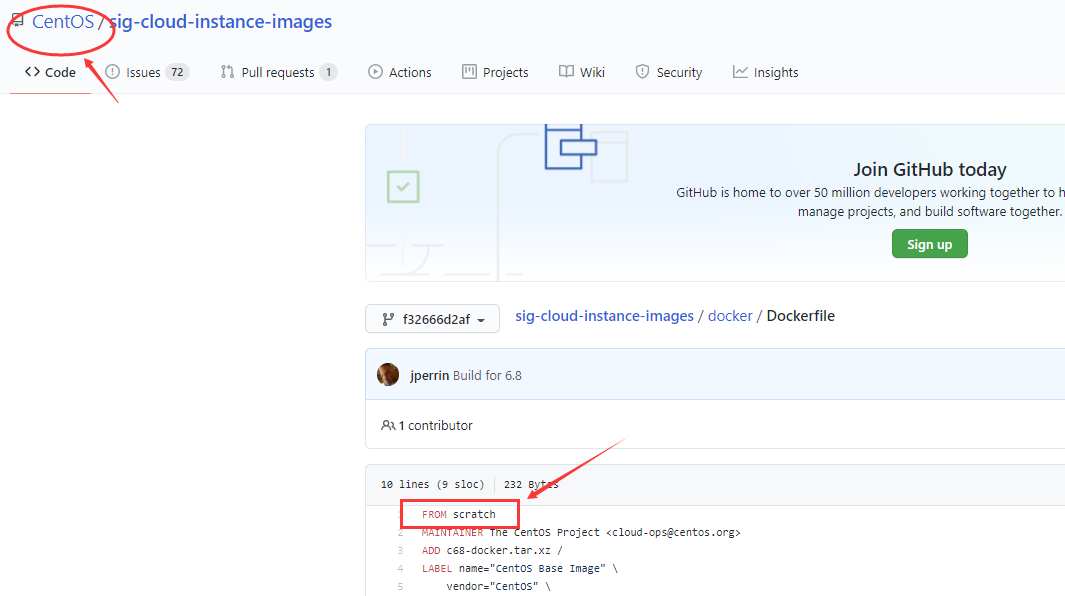 CentOS / sig-cloud-instance-images
Code Issues 72 Pull requests 1 Actions Projects Wiki Security Insights
Join GitHub today
GitHub is home to over 50 million developers working together to
manage projects, and build software together.
Sign up
f32666d2af sig-cloud-instance-images / docker / Dockerfile
jperrin Build for 6.8
1 contributor
10 lines (9 sloc) 232 Bytes
FROM scratch
2 MAINTAINER The CentOS Project <cloud-ops@centos.org>
3 ADD c68-docker.tar.xz /
4 LABEL name="CentOS Base Image" \
5 vendor="CentOS" \